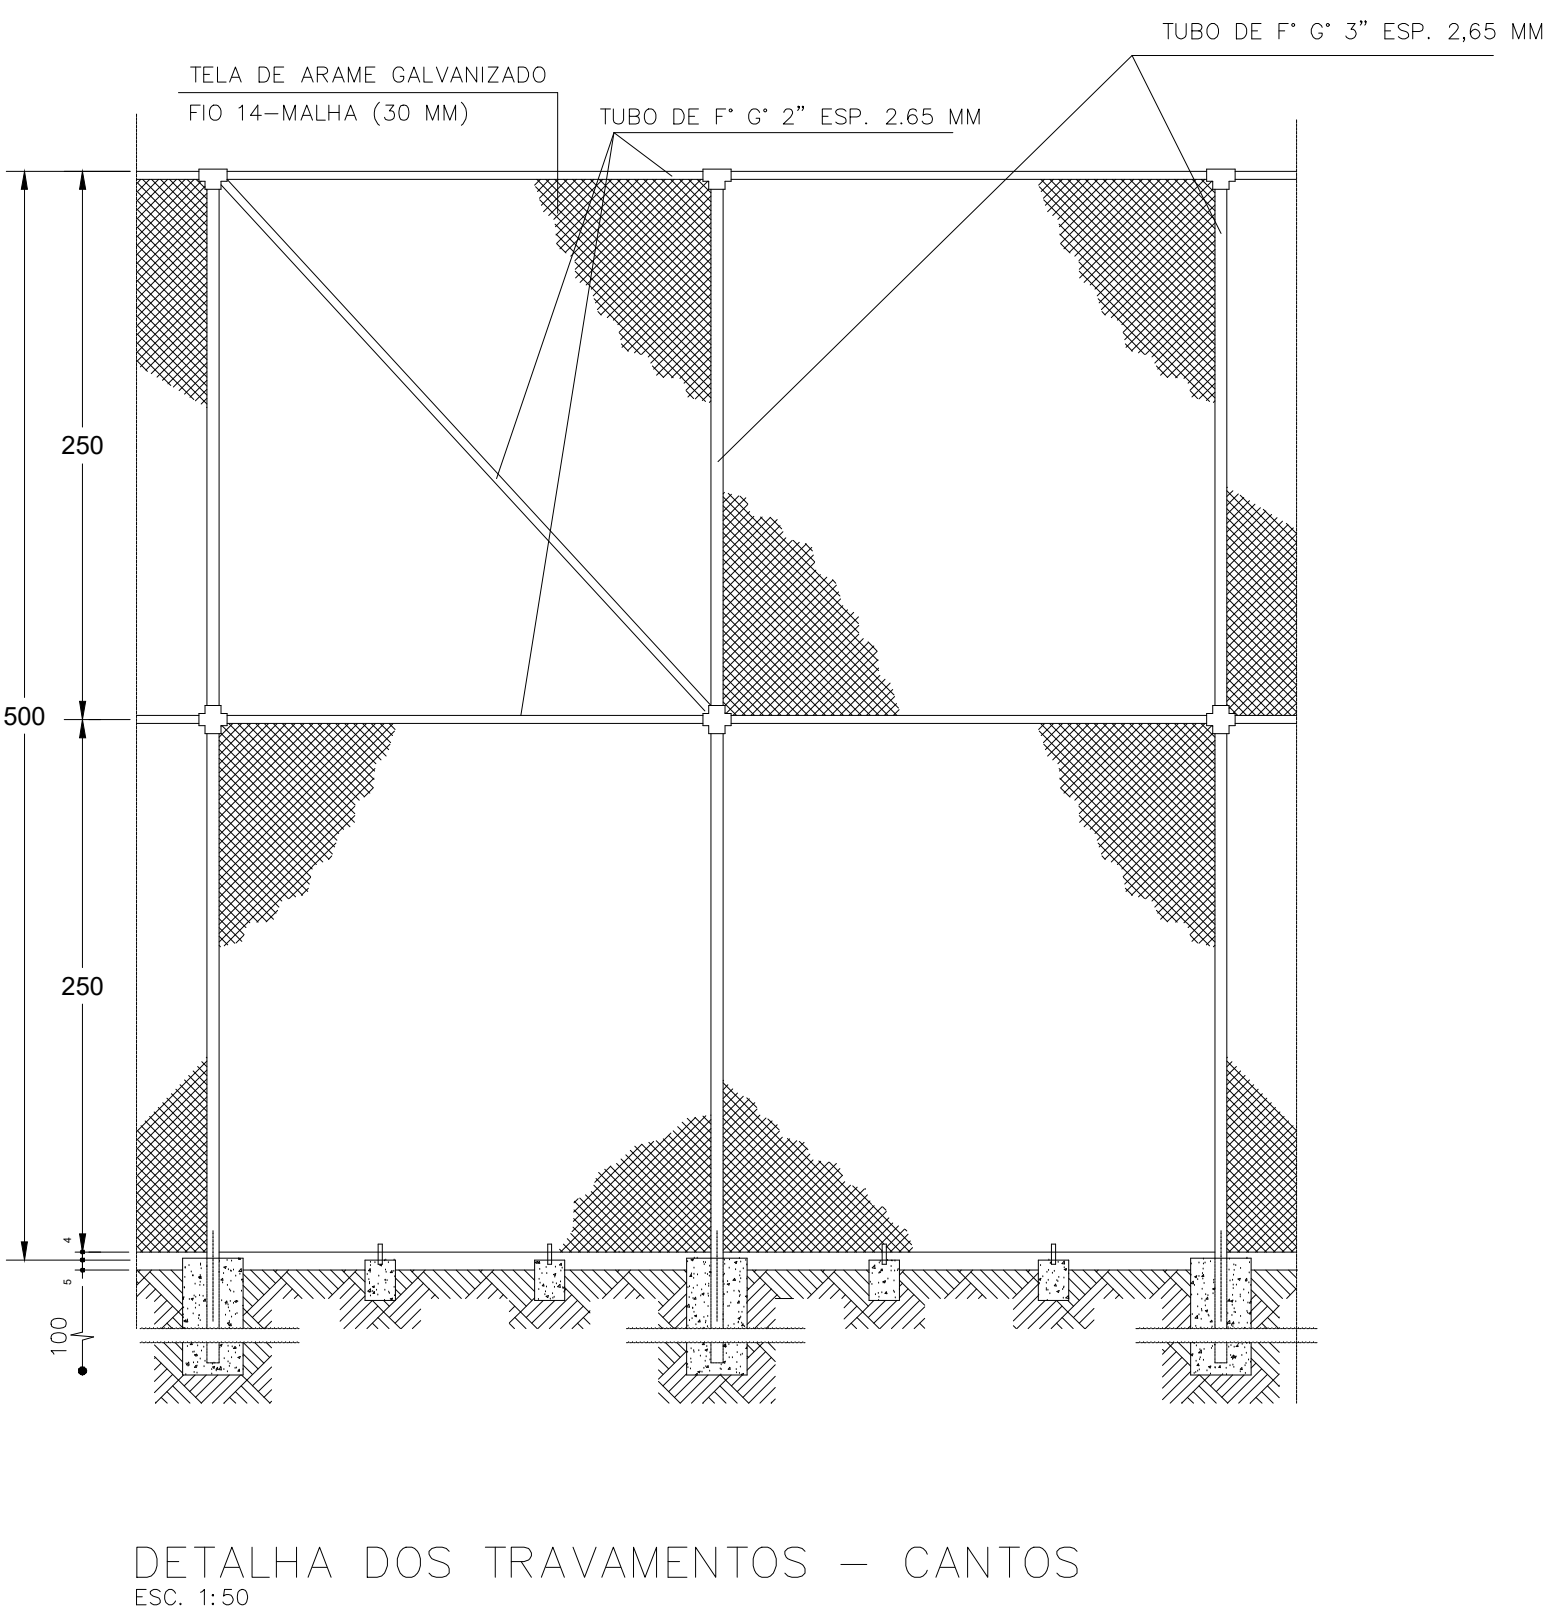 TUBO DE F° G° 3” ESP. 2,65 MM
TELA DE ARAME GALVANIZADO
FIO 14–MALHA (30 MM)
TUBO DE F° G° 2” ESP. 2.65 MM
250
500
250
4
5
100
DETALHA DOS TRAVAMENTOS – CANTOS
ESC. 1:50